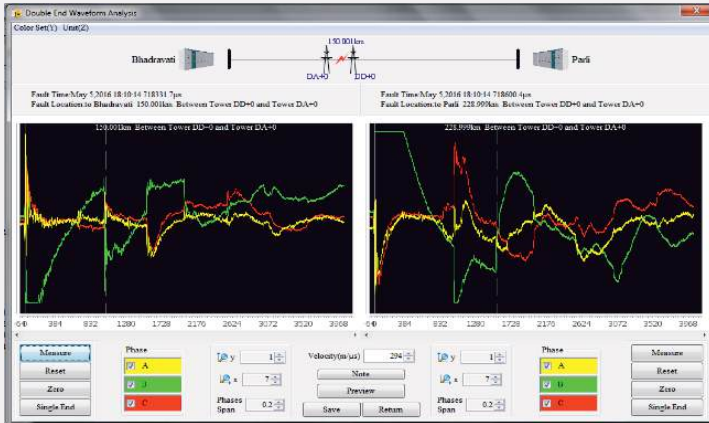 Double End Waveform Analysis
Color Set(Y) Unit(Z)
150.001km
Bhadravati
Parli
DA+0 DD+0
Fault Time:May 5,2016 18:10:14 718331.7μs
Fault Location:to Bhadravati 150.001km Between Tower DD+0 and Tower DA+0
Fault Time:May 5,2016 18:10:14 718600.4μs
Fault Location:to Parli 228.999km Between Tower DD+0 and Tower DA+0
150.001km Between Tower DD+0 and Tower DA+0
228.999km Between Tower DD+0 and Tower DA+0
-64 0 384 832 1280 1728 2176 2624 3072 3520 3968
-64 0 384 832 1280 1728 2176 2624 3072 3520 3968
Measure
Reset
Zero
Single End
Phase
A
B
C
y 1
x 7
Phases Span 0.2
Velocity(m/μs) 294
Note
Preview
Save Return
y 1
x 7
Phases Span 0.2
Phase
A
B
C
Measure
Reset
Zero
Single End